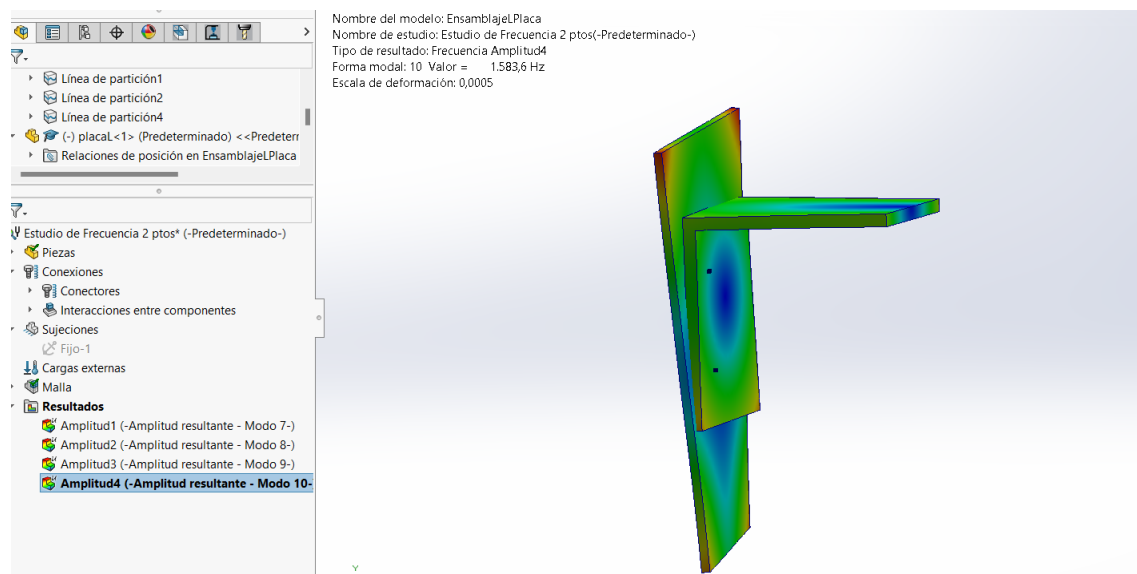 Línea de partición1
Línea de partición2
Línea de partición4
(-) placaL<1> (Predeterminado) <<Predeterr
Relaciones de posición en EnsamblajeLPlaca
Estudio de Frecuencia 2 ptos* (-Predeterminado-)
Piezas
Conexiones
Conectores
Interacciones entre componentes
Sujeciones
Fijo-1
Cargas externas
Malla
Resultados
Amplitud1 (-Amplitud resultante - Modo 7-)
Amplitud2 (-Amplitud resultante - Modo 8-)
Amplitud3 (-Amplitud resultante - Modo 9-)
Amplitud4 (-Amplitud resultante - Modo 10-
Nombre del modelo: EnsamblajeLPlaca
Nombre de estudio: Estudio de Frecuencia 2 ptos(-Predeterminado-)
Tipo de resultado: Frecuencia Amplitud4
Forma modal: 10 Valor = 1.583,6 Hz
Escala de deformación: 0,0005
Y